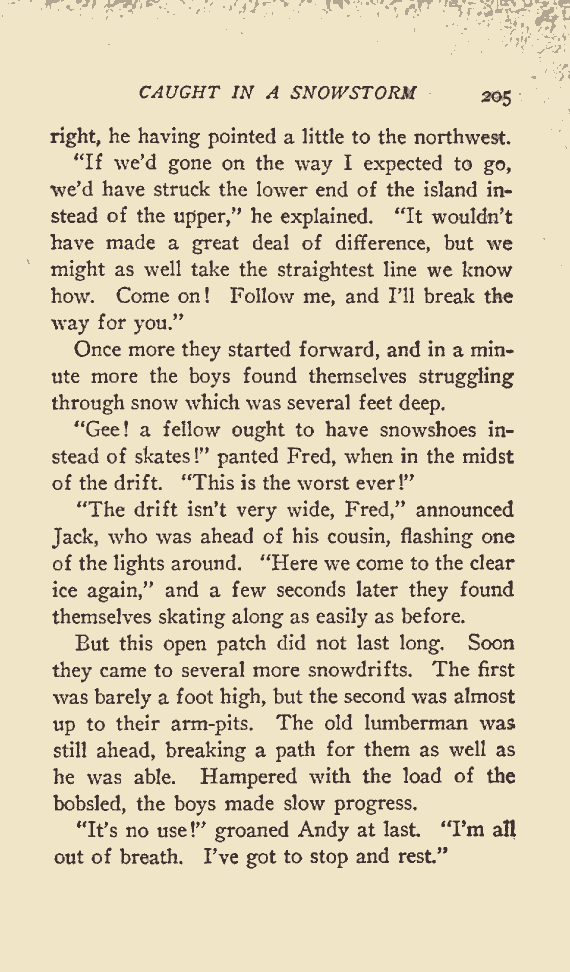 CAUGHT IN A SNOWSTORM 205
right, he having pointed a little to the northwest.
“If we’d gone on the way I expected to go,
we’d have struck the lower end of the island in-
stead of the upper,” he explained. “It wouldn’t
have made a great deal of difference, but we
might as well take the straightest line we know
how. Come on! Follow me, and I’ll break the
way for you.”
Once more they started forward, and in a min-
ute more the boys found themselves struggling
through snow which was several feet deep.
“Gee! a fellow ought to have snowshoes in-
stead of skates!” panted Fred, when in the midst
of the drift. “This is the worst ever!”
“The drift isn’t very wide, Fred,” announced
Jack, who was ahead of his cousin, flashing one
of the lights around. “Here we come to the clear
ice again,” and a few seconds later they found
themselves skating along as easily as before.
But this open patch did not last long. Soon
they came to several more snowdrifts. The first
was barely a foot high, but the second was almost
up to their arm-pits. The old lumberman was
still ahead, breaking a path for them as well as
he was able. Hampered with the load of the
bobsled, the boys made slow progress.
“It’s no use!” groaned Andy at last. “I’m all
out of breath. I’ve got to stop and rest.”